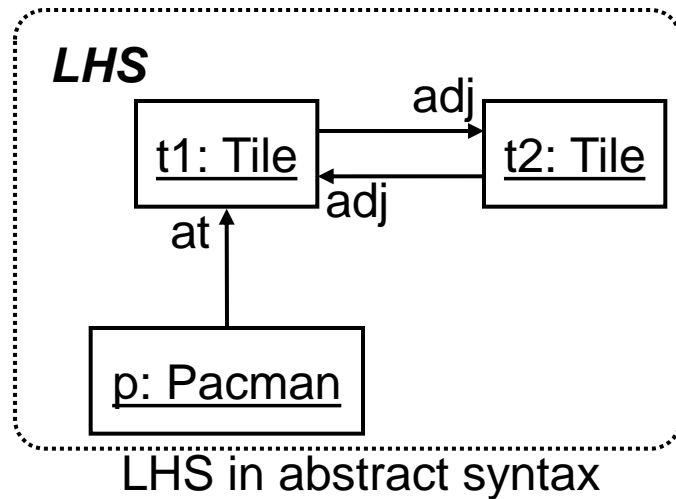 LHS
adj
t1: Tile
t2: Tile
adj
at
p: Pacman
LHS in abstract syntax